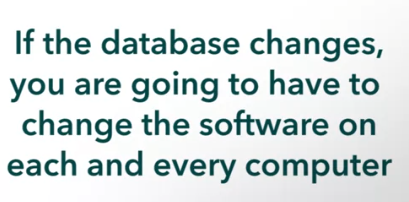 If the database changes,
you are going to have to
change the software on
each and every computer